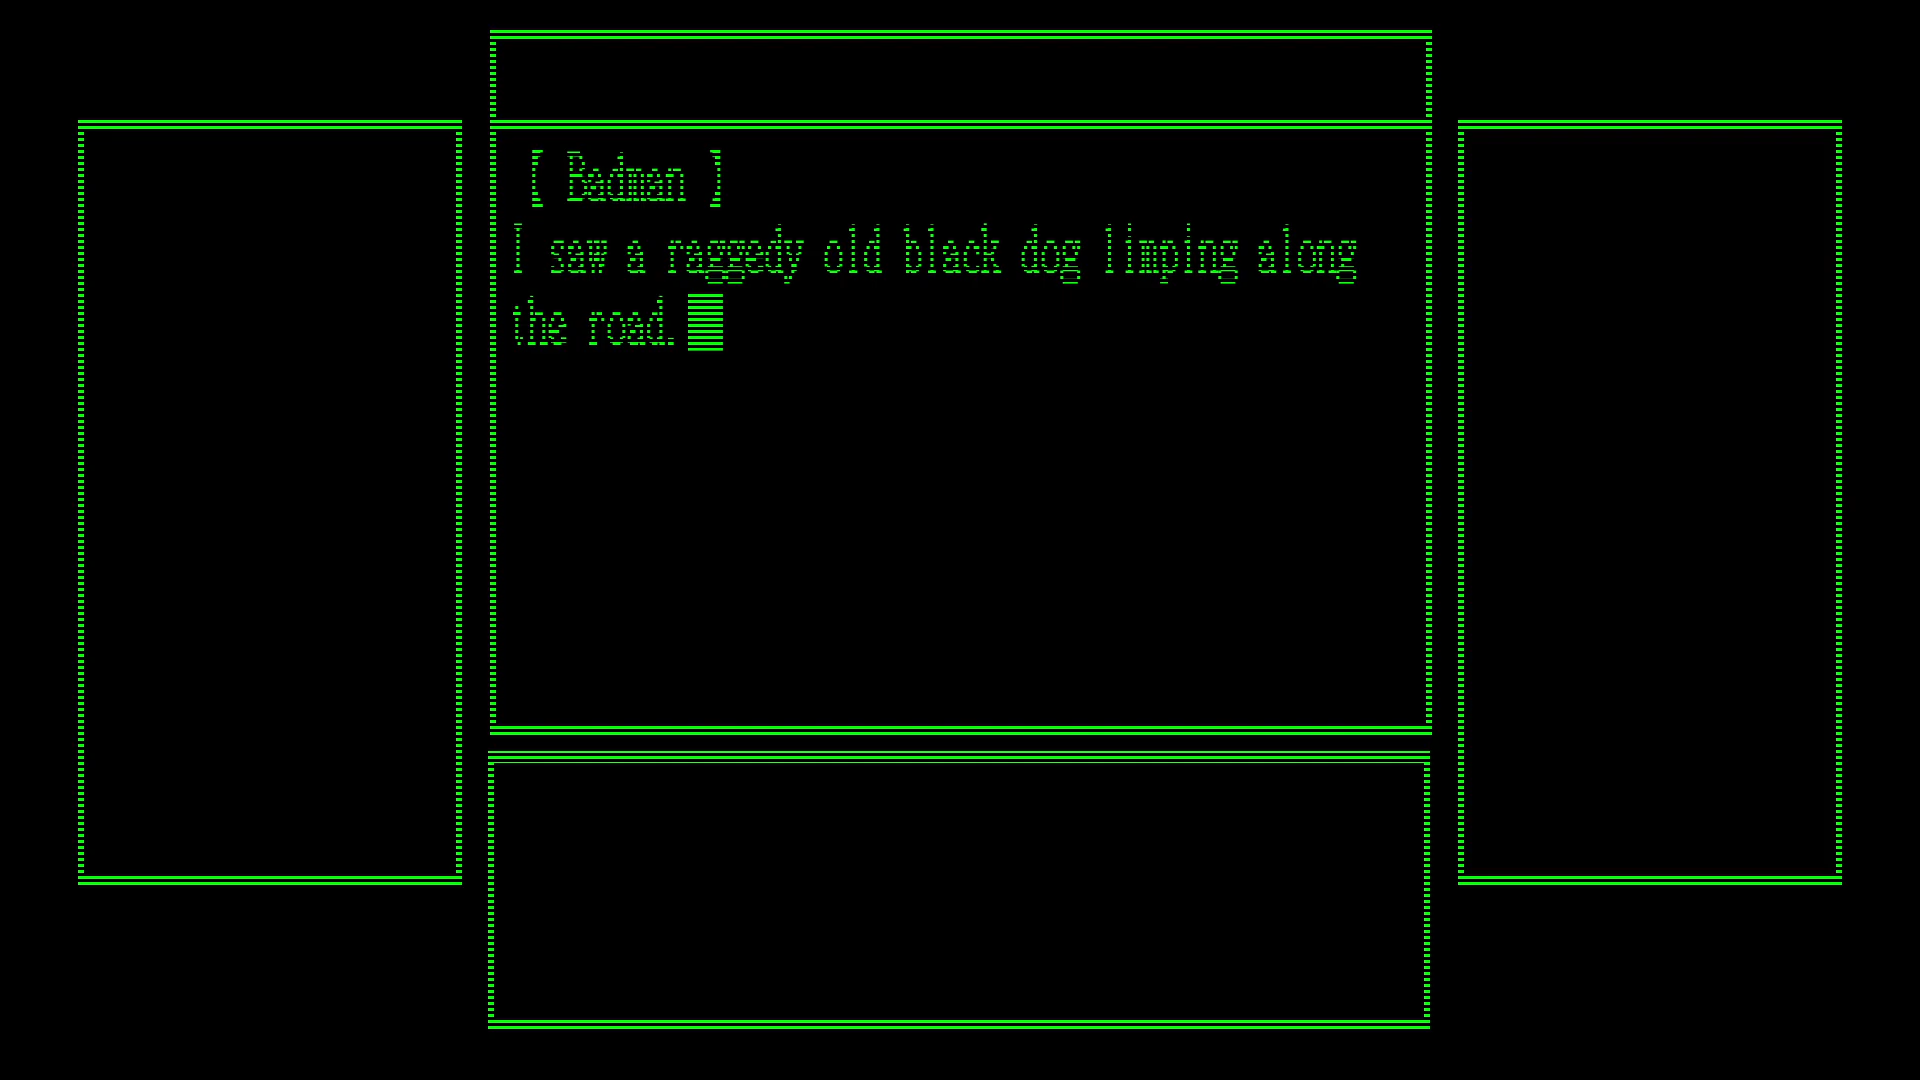 [ Badman ]
I saw a raggedy old black dog limping along
the road.